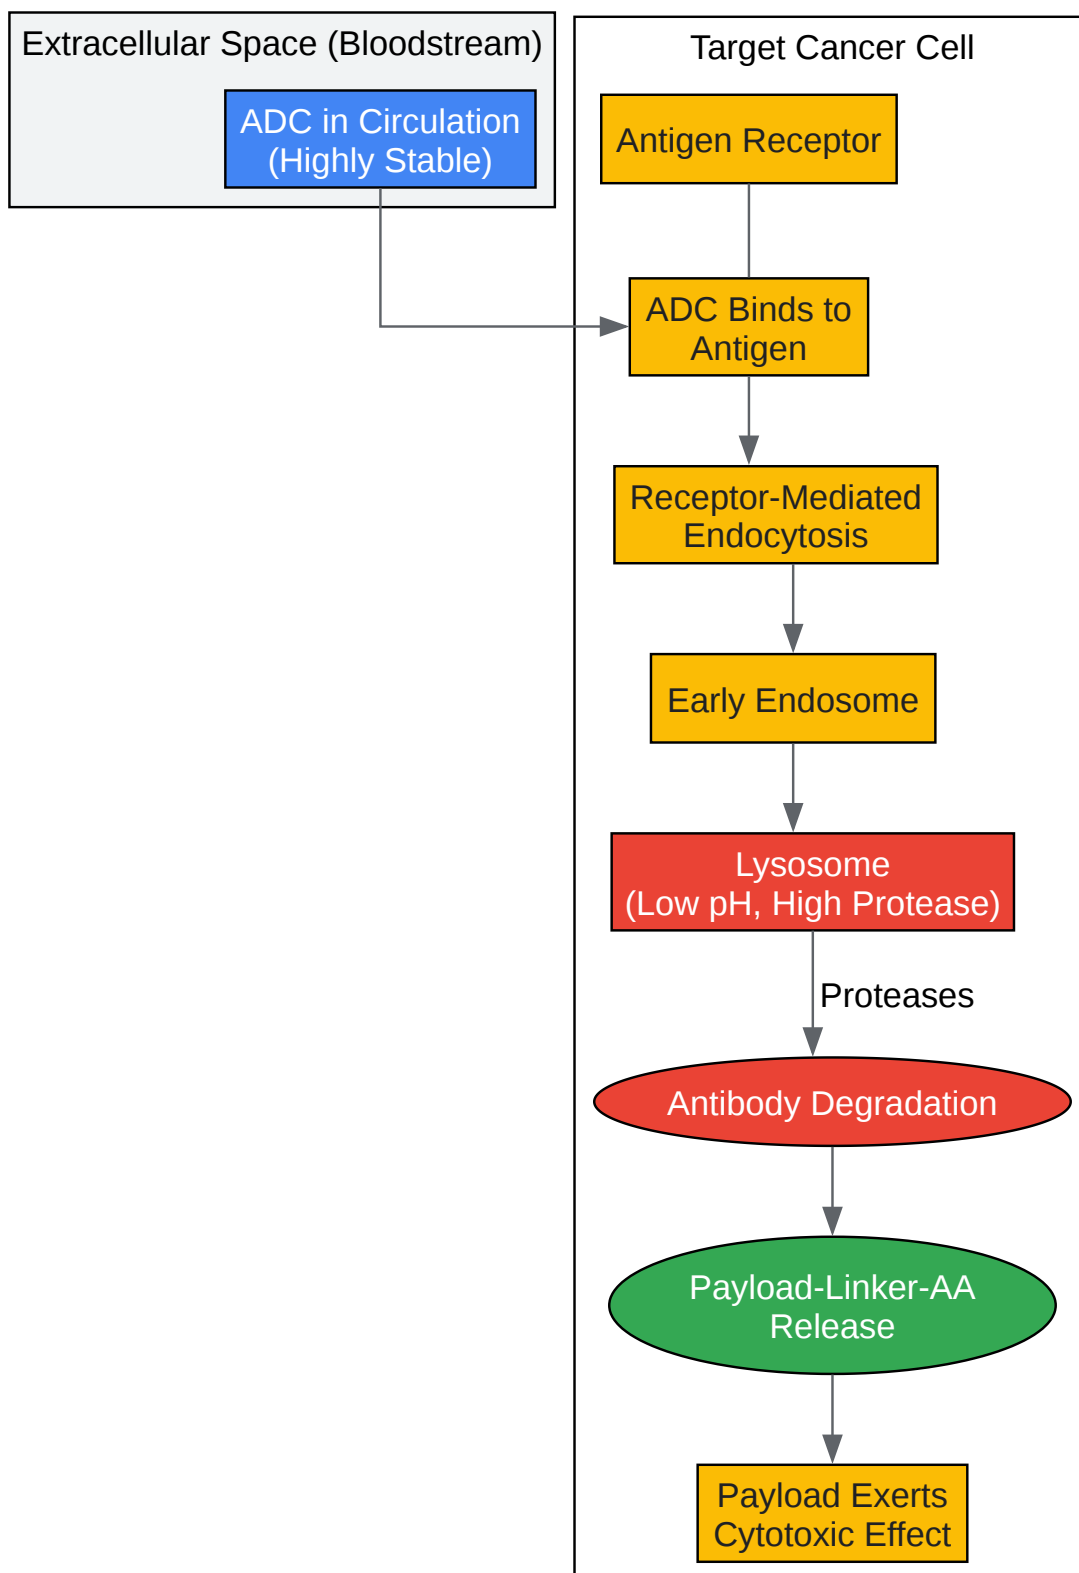 Extracellular Space (Bloodstream)
ADC in Circulation
(Highly Stable)
Target Cancer Cell
Antigen Receptor
ADC Binds to
Antigen
Receptor-Mediated
Endocytosis
Early Endosome
Lysosome
(Low pH, High Protease)
Proteases
Antibody Degradation
Payload-Linker-AA
Release
Payload Exerts
Cytotoxic Effect